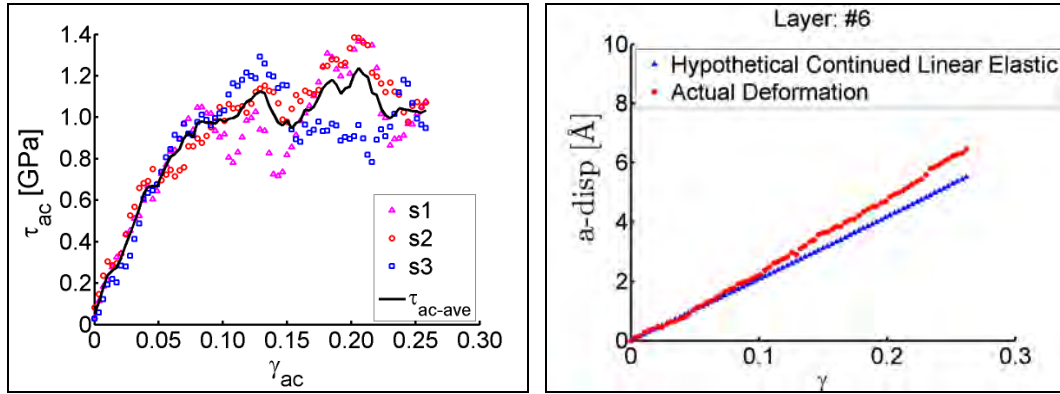 1.4
1.2
1.0
0.8
0.6
0.4
0.2
0
τac [GPa]
s1
s2
s3
τac-ave
0 0.05 0.10 0.15 0.20 0.25 0.30
γac
Layer: #6
10
8
6
4
2
0
a-disp [Å]
Hypothetical Continued Linear Elastic
Actual Deformation
0 0.1 0.2 0.3
γ